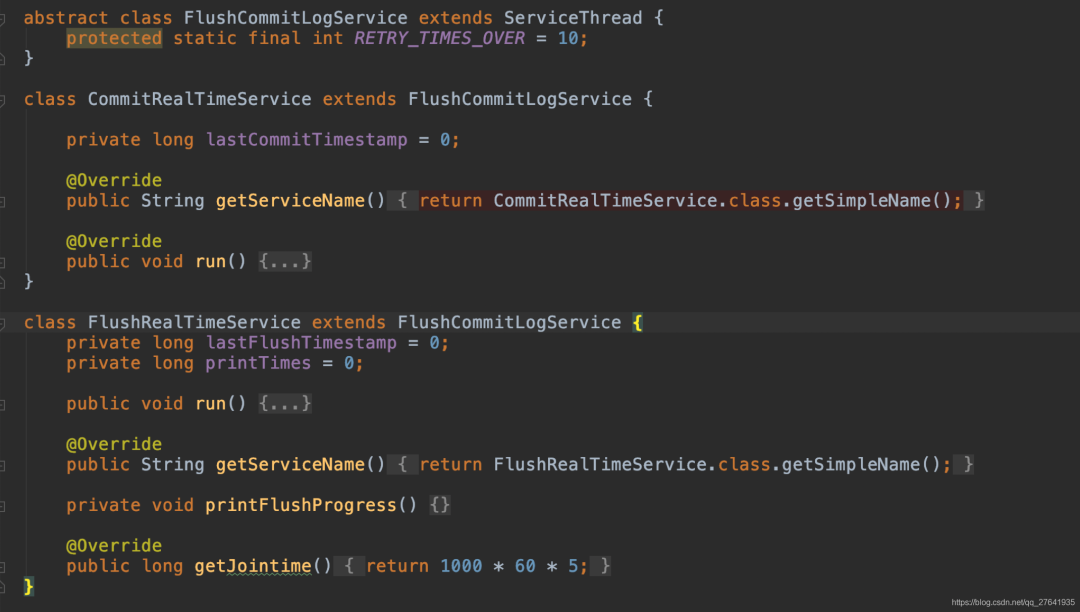 abstract class FlushCommitLogService extends ServiceThread {
protected static final int RETRY_TIMES_OVER = 10;
}
class CommitRealTimeService extends FlushCommitLogService {
private long lastCommitTimestamp = 0;
@Override
public String getServiceName() { return CommitRealTimeService.class.getSimpleName(); }
@Override
public void run() {...}
}
class FlushRealTimeService extends FlushCommitLogService {
private long lastFlushTimestamp = 0;
private long printTimes = 0;
public void run() {...}
@Override
public String getServiceName() { return FlushRealTimeService.class.getSimpleName(); }
private void printFlushProgress() {}
@Override
public long getJointime() { return 1000 * 60 * 5; }
}
https://blog.csdn.net/qq_27641935